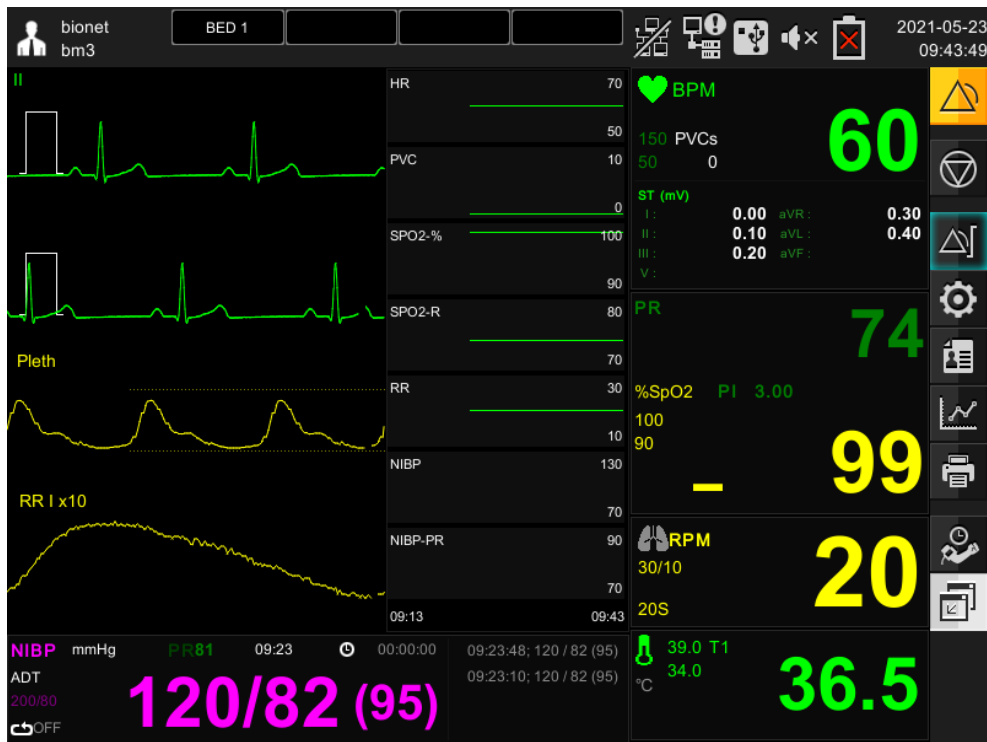 bionet
bm3
BED 1
2021-05-23
09:43:49
II
Pleth
RR I x10
HR 70
50
PVC 10
0
SPO2-% 100
90
SPO2-R 80
70
RR 30
10
NIBP 130
70
NIBP-PR 90
70
09:13 09:43
BPM
150 PVCs
50 0
60
ST (mV)
I : 0.00 aVR : 0.30
II : 0.10 aVL : 0.40
III : 0.20 aVF :
V :
PR
74
%SpO2 PI 3.00
100
90
99
RPM
30/10
20S
20
NIBP mmHg PR81 09:23 00:00:00
ADT
200/80
OFF
120/82 (95)
09:23:48; 120 / 82 (95)
09:23:10; 120 / 82 (95)
39.0 T1
34.0
°C
36.5